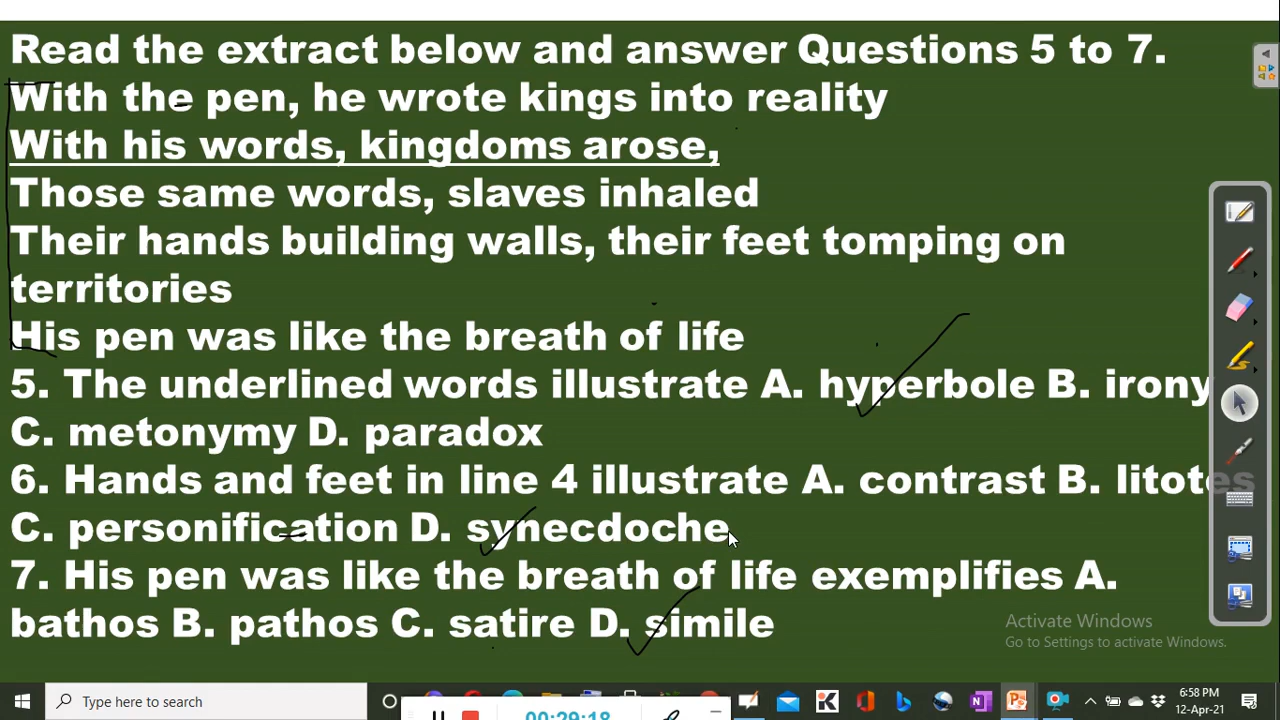 Read the extract below and answer Questions 5 to 7.
With the pen, he wrote kings into reality
With his words, kingdoms arose,
Those same words, slaves inhaled
Their hands building walls, their feet tomping on
territories
His pen was like the breath of life
5. The underlined words illustrate A. hyperbole B. irony
C. metonymy D. paradox
6. Hands and feet in line 4 illustrate A. contrast B. litotes
C. personification D. synecdoche
7. His pen was like the breath of life exemplifies A.
bathos B. pathos C. satire D. simile
Activate Windows
Go to Settings to activate Windows.
Type here to search
00:29:18
6:58 PM
12-Apr-21